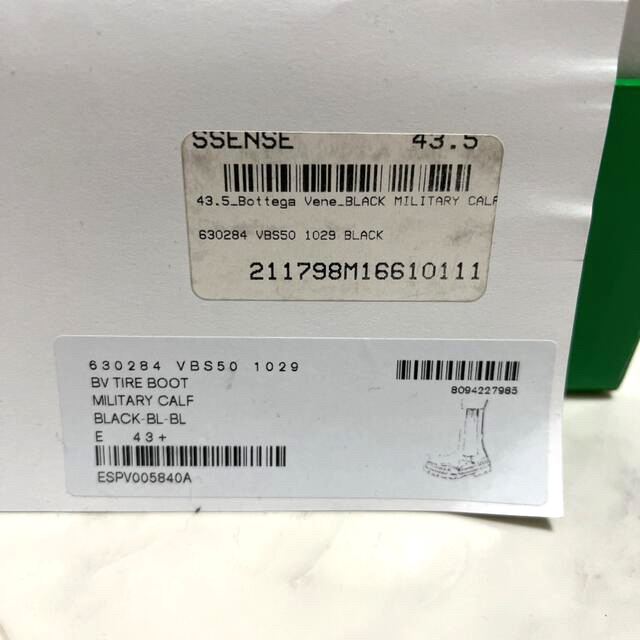 SSENSE 43.5
43.5_Bottega Vene_BLACK MILITARY CALF
630284 VBS50 1029 BLACK
211798M16610111
630284 VBS50 1029
BV TIRE BOOT
MILITARY CALF
BLACK-BL-BL
E 43+
ESPV005840A
8094227985